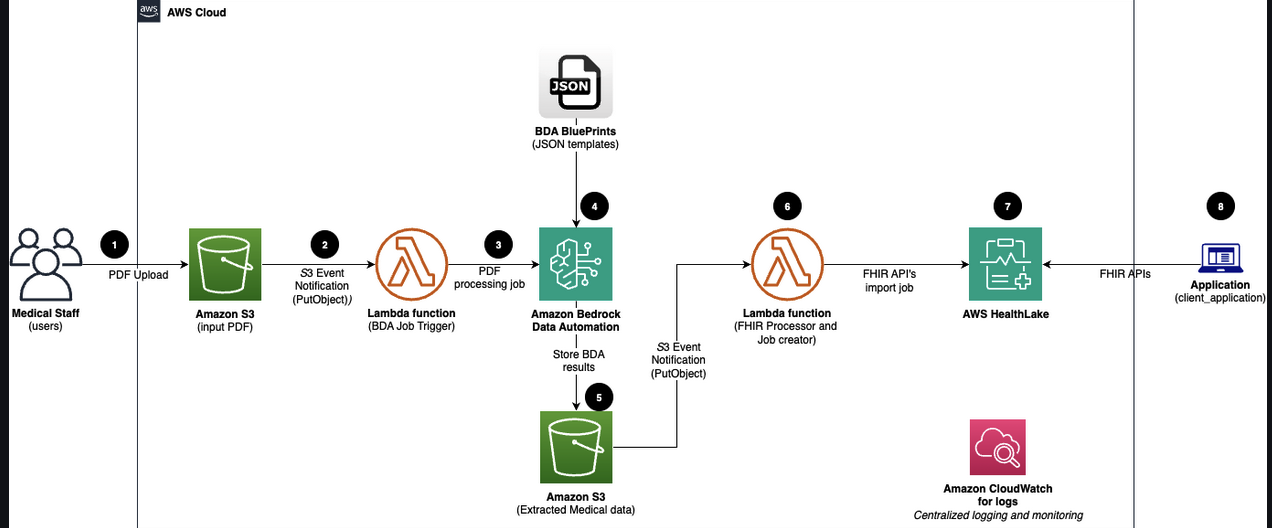 aws
AWS Cloud
JSON
BDA BluePrints
(JSON templates)
1
PDF Upload
Medical Staff
(users)
Amazon S3
(input PDF)
2
S3 Event
Notification
(PutObject))
Lambda function
(BDA Job Trigger)
3
PDF
processing job
4
Amazon Bedrock
Data Automation
Store BDA
results
5
Amazon S3
(Extracted Medical data)
S3 Event
Notification
(PutObject)
6
Lambda function
(FHIR Processor and
Job creator)
FHIR API's
import job
7
AWS HealthLake
FHIR APIs
8
Application
(client_application)
Amazon CloudWatch
for logs
Centralized logging and monitoring